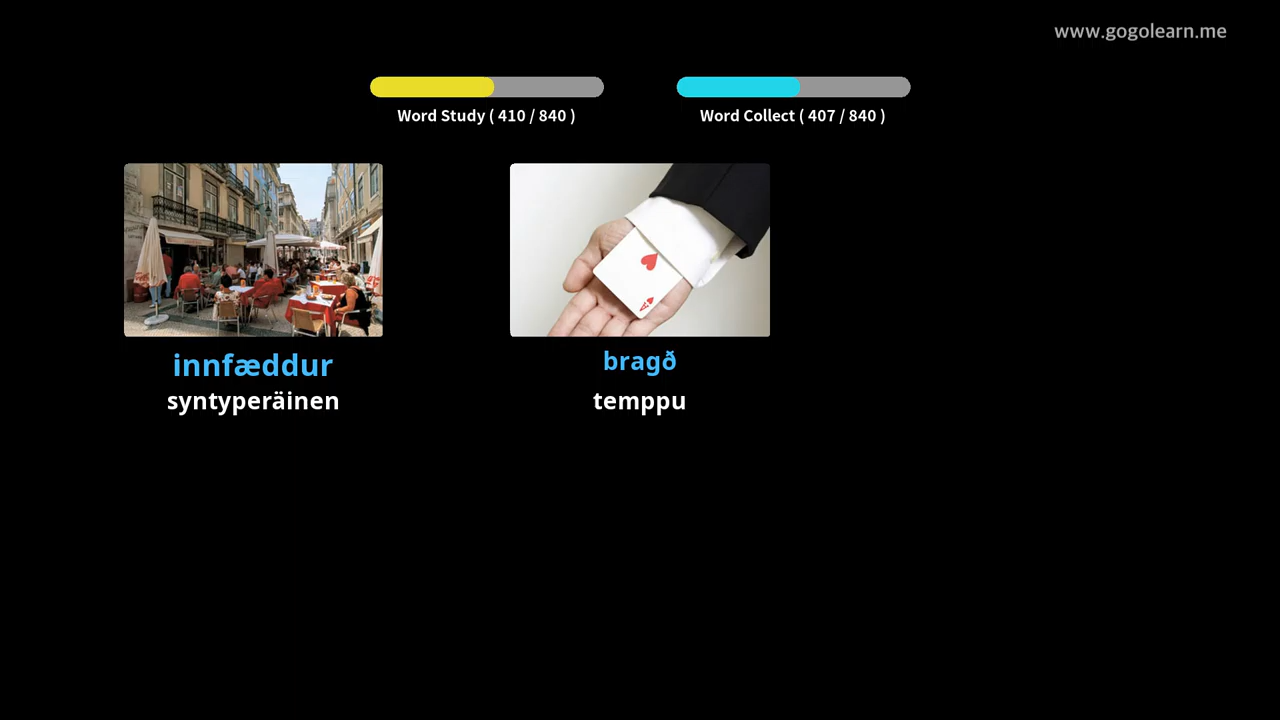 www.gogolearn.me
Word Study ( 410 / 840 )
Word Collect ( 407 / 840 )
innfæddur
syntyperäinen
bragð
temppu